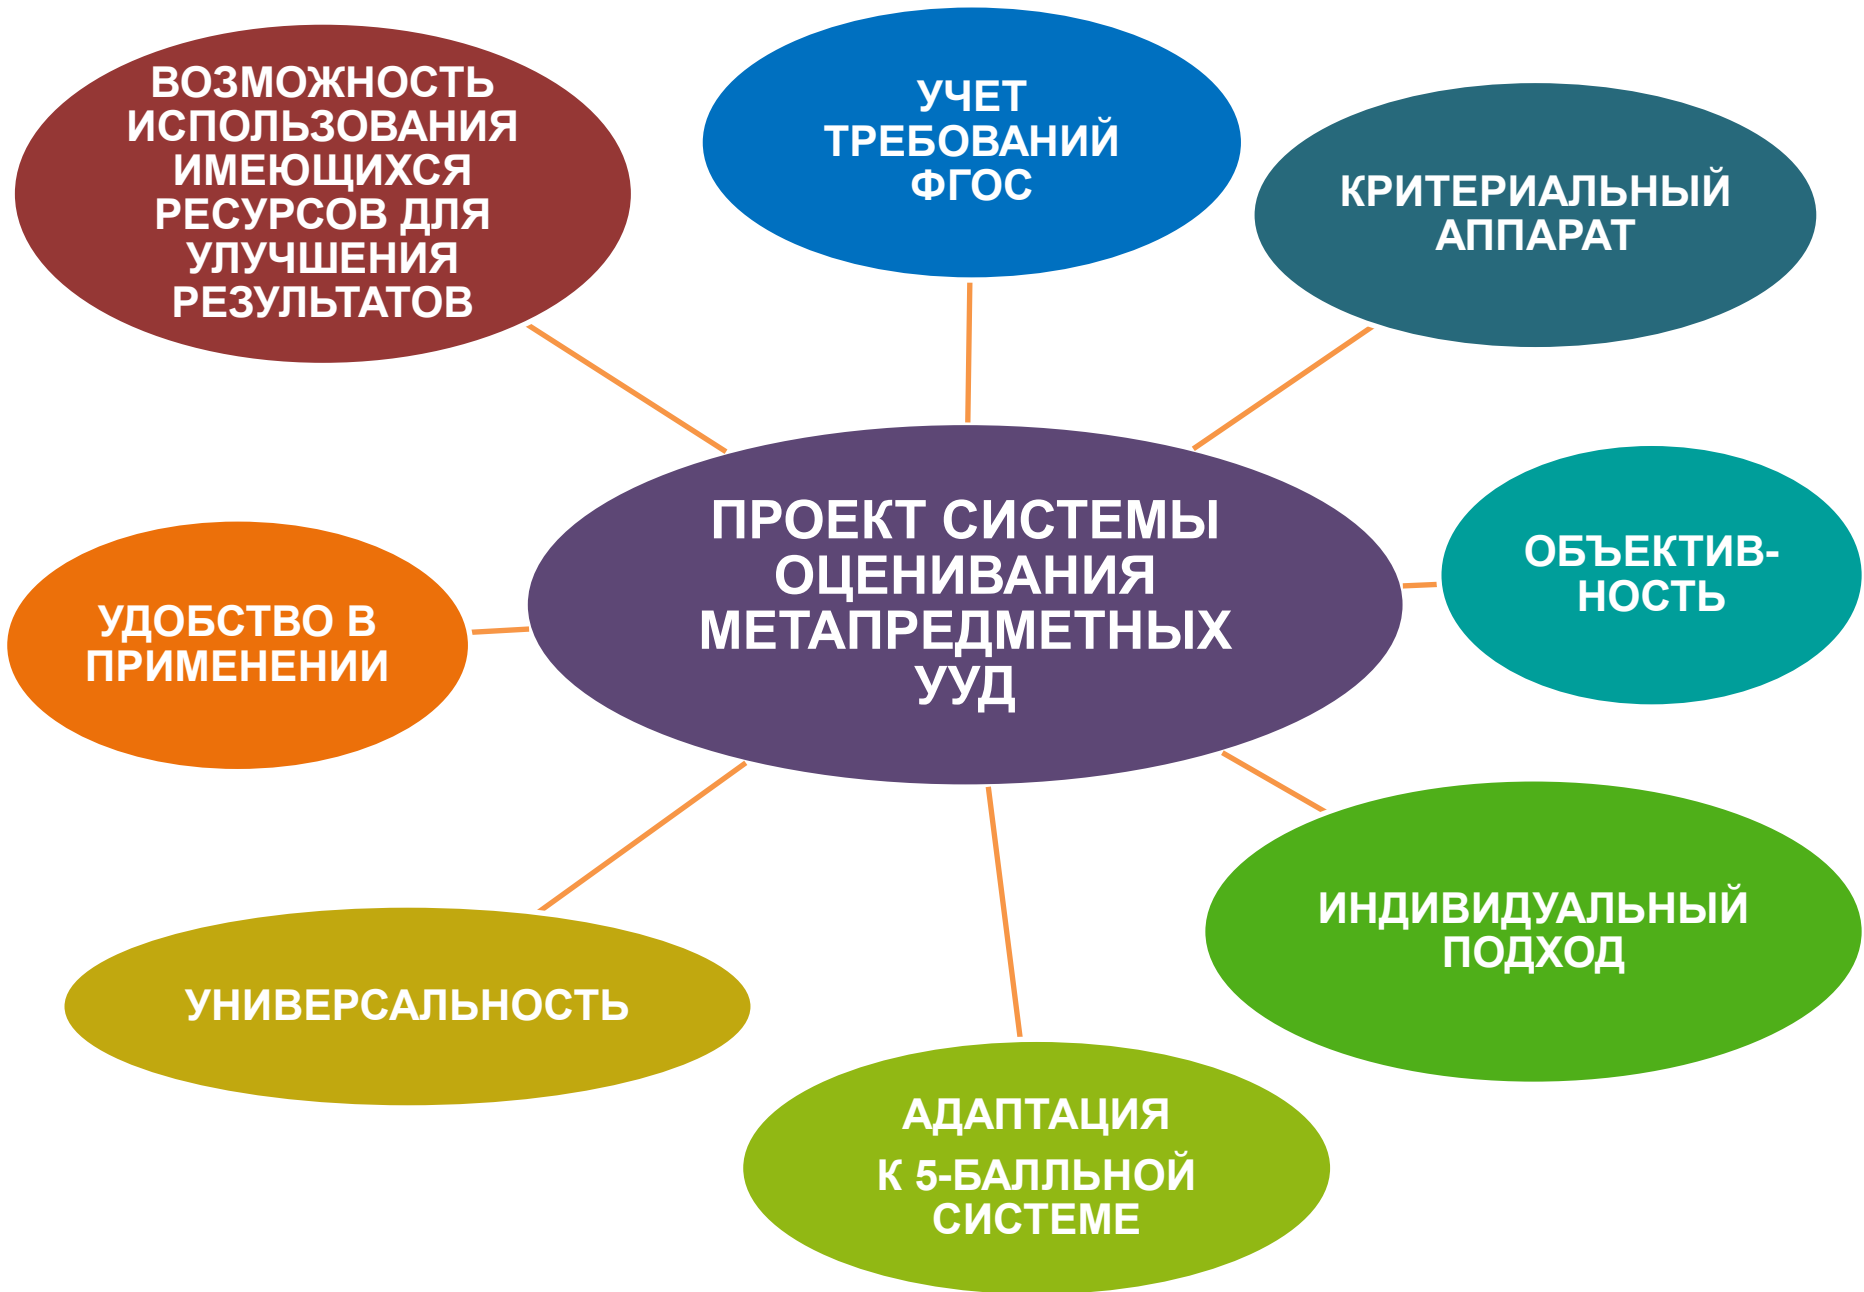 ВОЗМОЖНОСТЬ
ИСПОЛЬЗОВАНИЯ
ИМЕЮЩИХСЯ
РЕСУРСОВ ДЛЯ
УЛУЧШЕНИЯ
РЕЗУЛЬТАТОВ
УЧЕТ
ТРЕБОВАНИЙ
ФГОС
КРИТЕРИАЛЬНЫЙ
АППАРАТ
ПРОЕКТ СИСТЕМЫ
ОЦЕНИВАНИЯ
МЕТАПРЕДМЕТНЫХ
УУД
ОБЪЕКТИВ-
НОСТЬ
УДОБСТВО В
ПРИМЕНЕНИИ
ИНДИВИДУАЛЬНЫЙ
ПОДХОД
УНИВЕРСАЛЬНОСТЬ
АДАПТАЦИЯ
К 5-БАЛЛЬНОЙ
СИСТЕМЕ